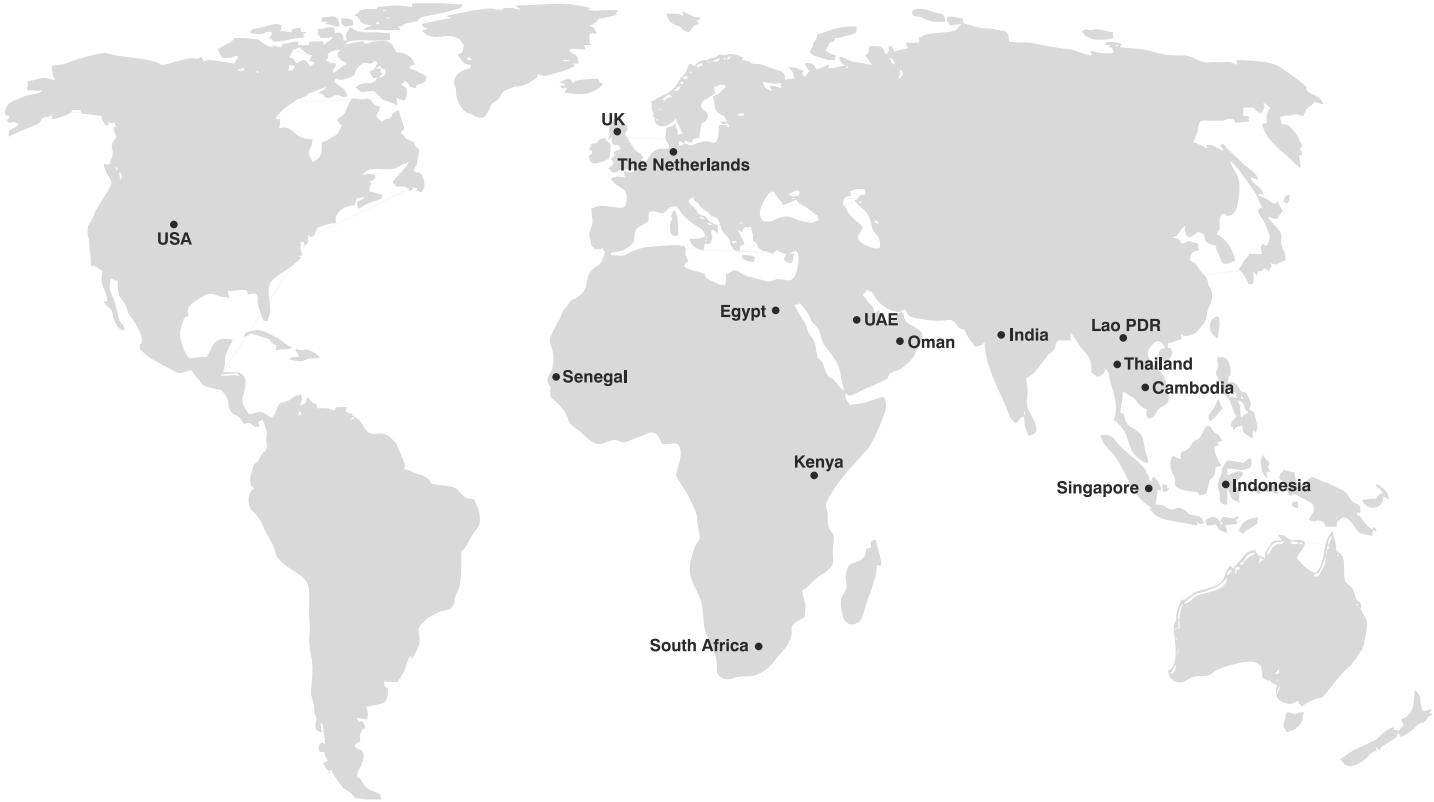 UK
The Netherlands
USA
Egypt
UAE
Oman
India
Lao PDR
Thailand
Cambodia
Senegal
Kenya
Singapore
Indonesia
South Africa